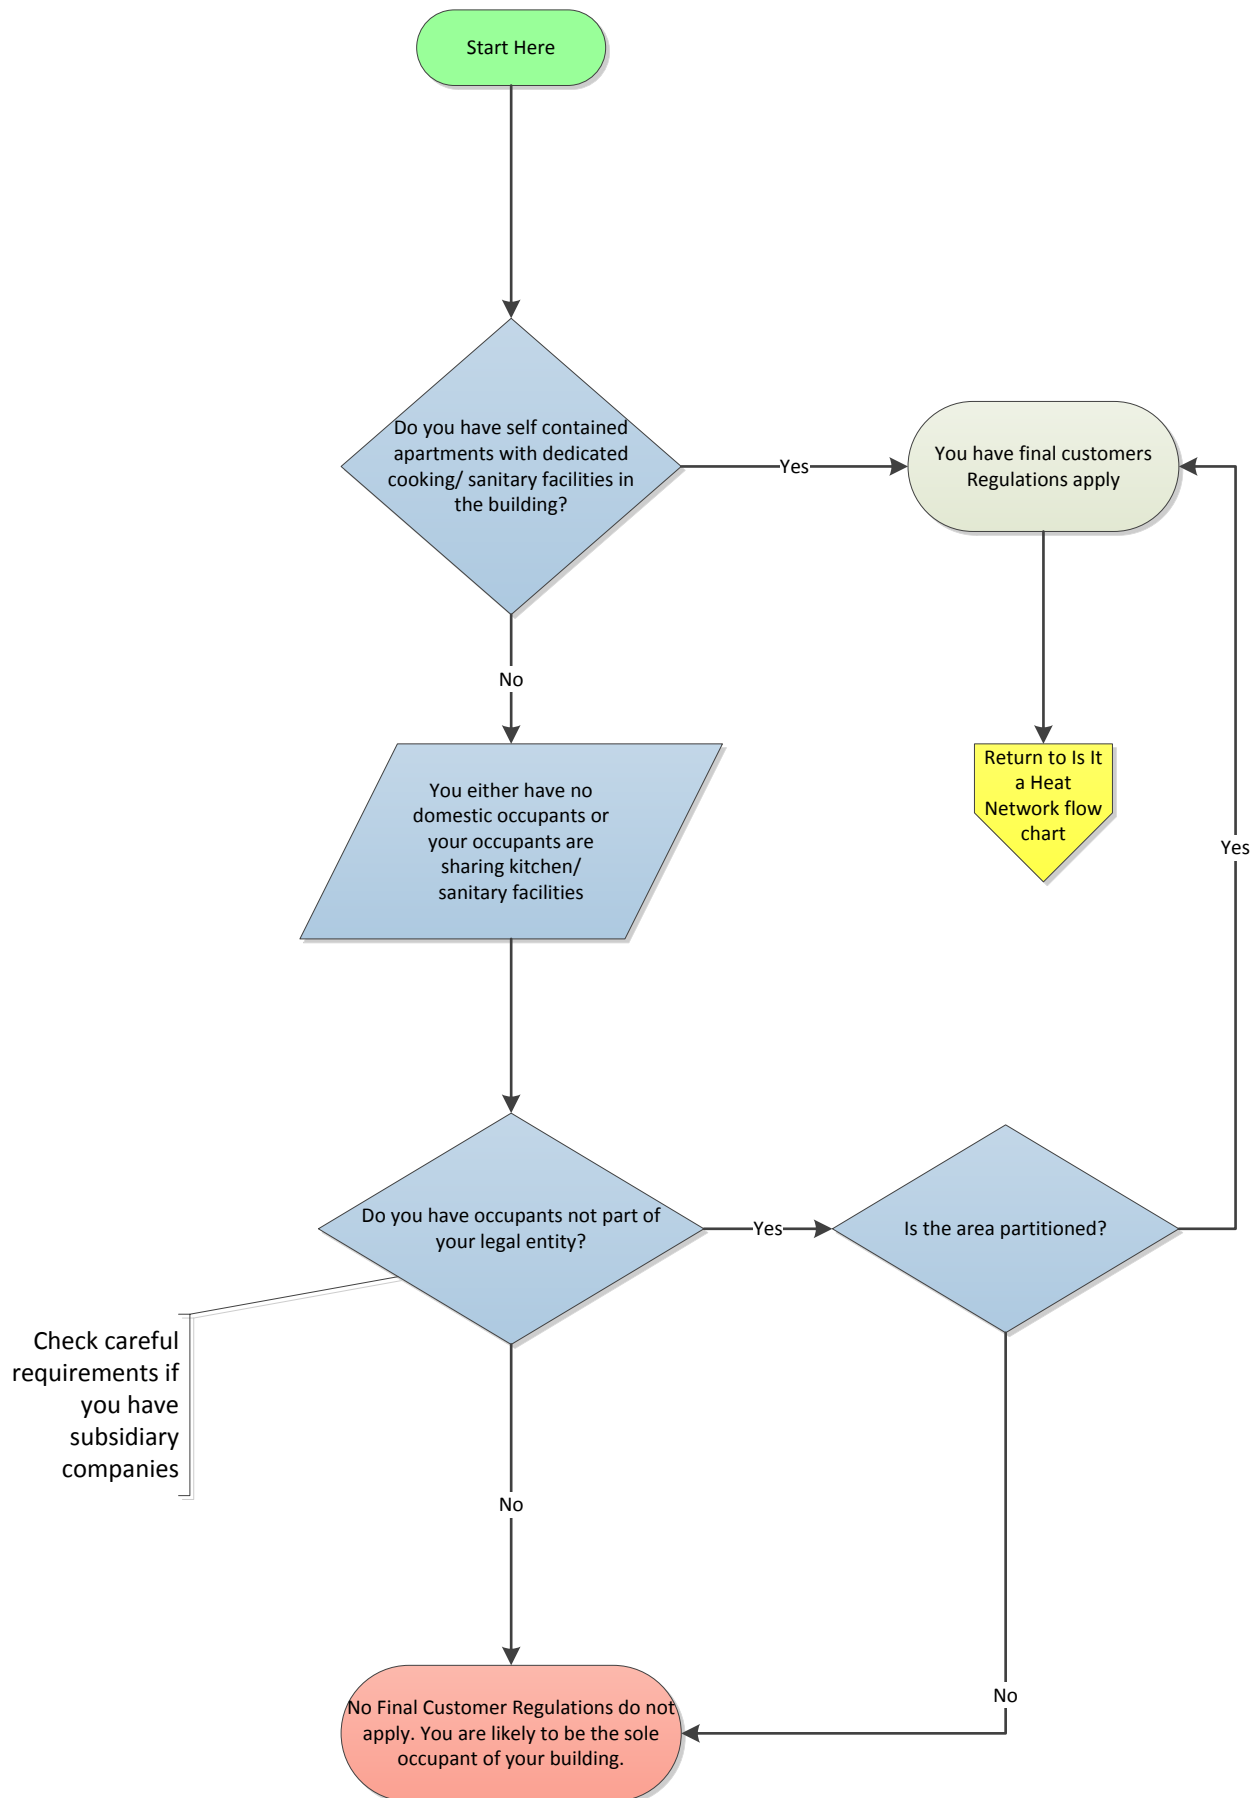 Start Here
Do you have self contained
apartments with dedicated
cooking/ sanitary facilities in
the building?
Yes
You have final customers
Regulations apply
No
Return to Is It
a Heat
Network flow
chart
Yes
You either have no
domestic occupants or
your occupants are
sharing kitchen/
sanitary facilities
Do you have occupants not part of
your legal entity?
Yes
Is the area partitioned?
Check careful
requirements if
you have
subsidiary
companies
No
No
No Final Customer Regulations do not
apply. You are likely to be the sole
occupant of your building.